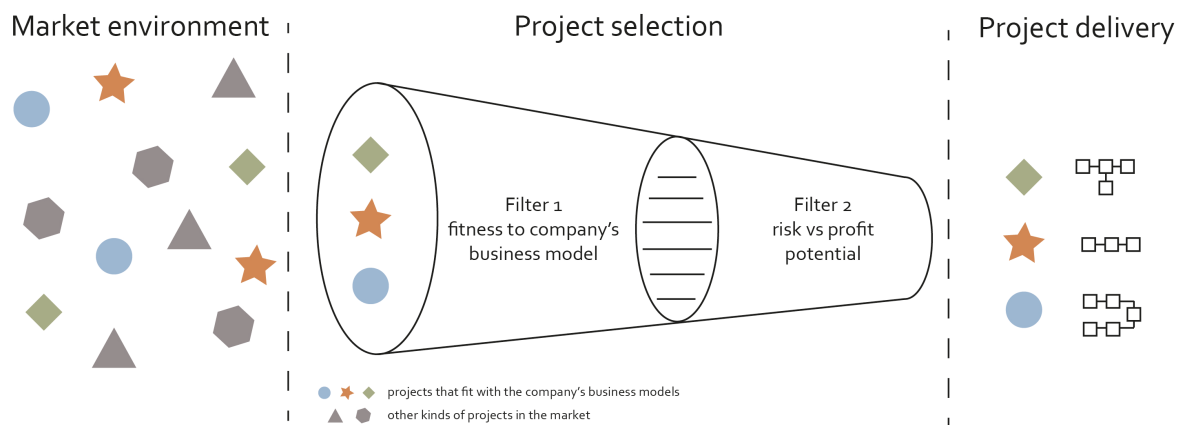 Market environment
Project selection
Project delivery
Filter 1
fitness to company's
business model
Filter 2
risk vs profit
potential
projects that fit with the company's business models
other kinds of projects in the market